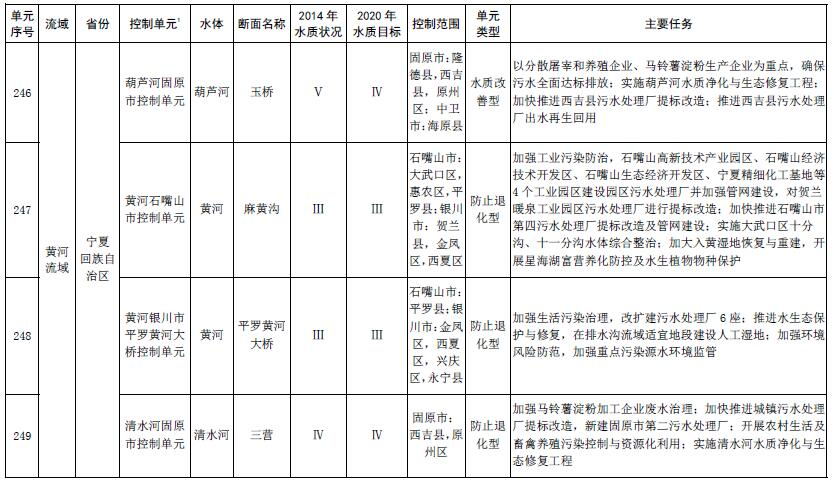 单元
序号
流域
省份
控制单元1
水体
断面名称
2014 年
水质状况
2020 年
水质目标
控制范围
单元
类型
主要任务
黄河
流域
宁夏
回族自
治区
246
葫芦河固原
市控制单元
葫芦河
玉桥
V
IV
固原市：隆
德县，西吉
县，原州
区；中卫
市：海原县
水质改
善型
以分散屠宰和养殖企业、马铃薯淀粉生产企业为重点，确保
污水全面达标排放；实施葫芦河水质净化与生态修复工程；
加快推进西吉县污水处理厂提标改造；推进西吉县污水处理
厂出水再生回用
247
黄河石嘴山
市控制单元
黄河
麻黄沟
III
III
石嘴山市：
大武口区，
惠农区，平
罗县；银川
市：贺兰
县，金凤
区，西夏区
防止退
化型
加强工业污染防治，石嘴山高新技术产业园区、石嘴山经济
技术开发区、石嘴山生态经济开发区、宁夏精细化工基地等
4 个工业园区建设园区污水处理厂并加强管网建设，对贺兰
暖泉工业园区污水处理厂进行提标改造；加快推进石嘴山市
第四污水处理厂提标改造及管网建设；实施大武口区十分
沟、十一分沟水体综合整治；加大入黄湿地恢复与重建，开
展星海湖富营养化防控及水生植物物种保护
248
黄河银川市
平罗黄河大
桥控制单元
黄河
平罗黄河
大桥
III
III
石嘴山市：
平罗县；银
川市：金凤
区，西夏
区，兴庆
区，永宁县
防止退
化型
加强生活污染治理，改扩建污水处理厂 6 座；推进水生态保
护与修复，在排水沟流域适宜地段建设人工湿地；加强环境
风险防范，加强重点污染源水环境监管
249
清水河固原
市控制单元
清水河
三营
IV
IV
固原市：
西吉县，原
州区
防止退
化型
加强马铃薯淀粉加工企业废水治理；加快推进城镇污水处理
厂提标改造，新建固原市第二污水处理厂；开展农村生活及
畜禽养殖污染控制与资源化利用；实施清水河水质净化与生
态修复工程